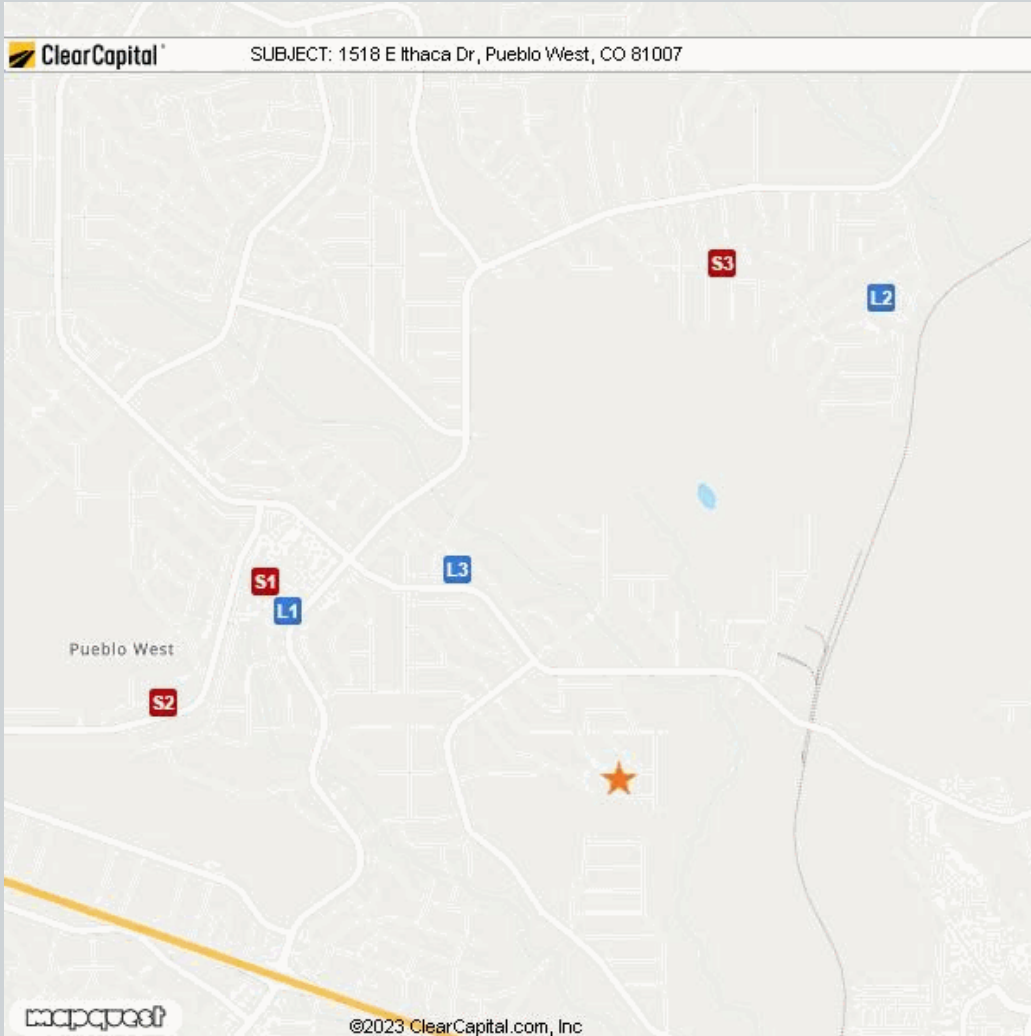 ClearCapital SUBJECT: 1518 E Ithaca Dr, Pueblo West, CO 81007
S3
L2
L3
S1
L1
Pueblo West
S2
mapquest
©2023 ClearCapital.com, Inc